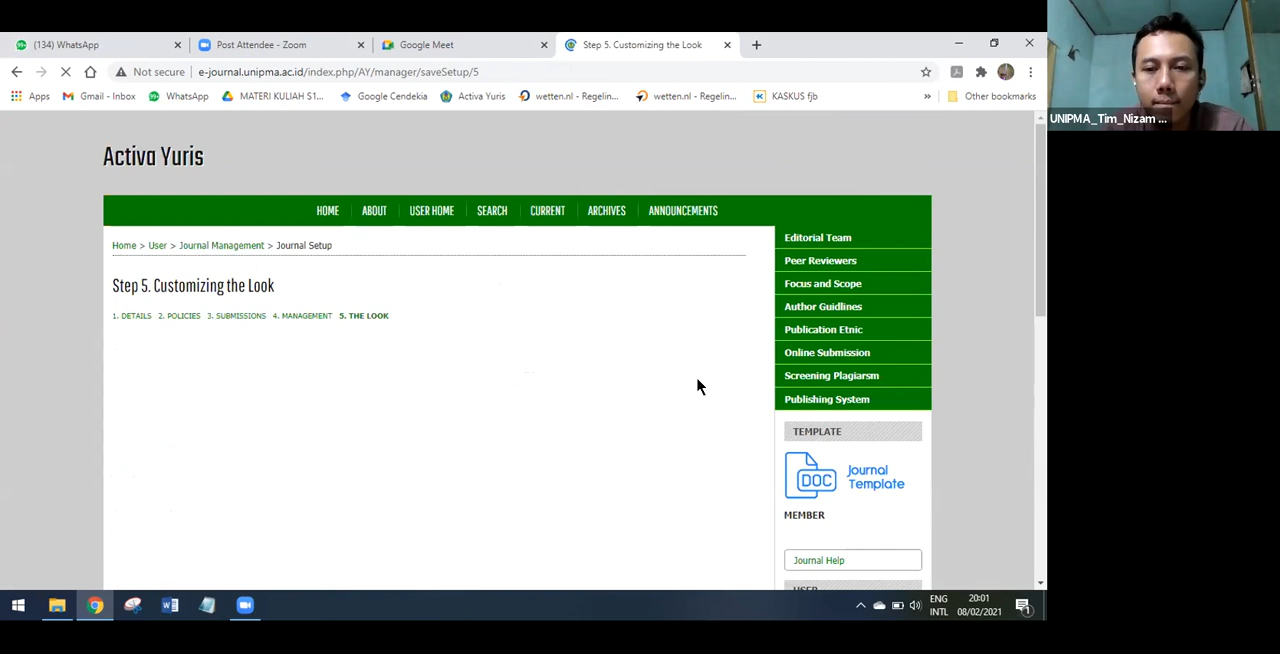 (134) WhatsApp
Post Attendee - Zoom
Google Meet
Step 5. Customizing the Look
Not secure | e-journal.unipma.ac.id/index.php/AY/manager/saveSetup/5
Apps
Gmail - Inbox
WhatsApp
MATERI KULIAH S1...
Google Cendekia
Activa Yuris
wetten.nl - Regelin...
wetten.nl - Regelin...
KASKUS fjb
»
Other bookmarks
UNIPMA_Tim_Nizam ...
Activa Yuris
HOME
ABOUT
USER HOME
SEARCH
CURRENT
ARCHIVES
ANNOUNCEMENTS
Home > User > Journal Management > Journal Setup
Step 5. Customizing the Look
1. DETAILS 2. POLICIES 3. SUBMISSIONS 4. MANAGEMENT 5. THE LOOK
Editorial Team
Peer Reviewers
Focus and Scope
Author Guidlines
Publication Etnic
Online Submission
Screening Plagiarsm
Publishing System
TEMPLATE
DOC
Journal
Template
MEMBER
Journal Help
USER
ENG
INTL
20:01
08/02/2021
1